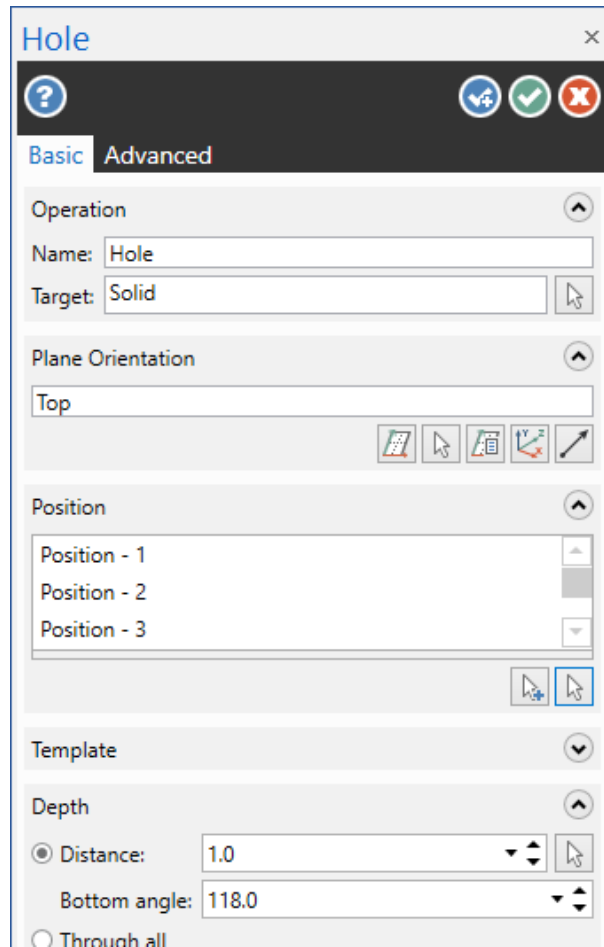 Hole
Basic Advanced
Operation
Name: Hole
Target: Solid
Plane Orientation
Top
Position
Position - 1
Position - 2
Position - 3
Template
Depth
Distance: 1.0
Bottom angle: 118.0
Through all